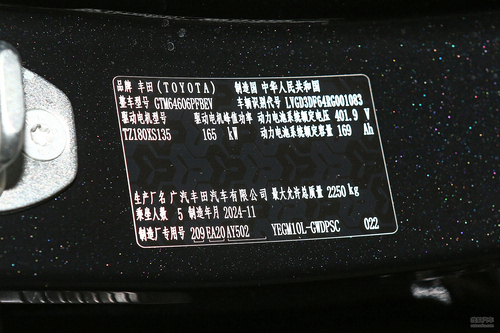 品牌 丰田(TOYOTA) 制造国 中华人民共和国
整车型号 GTM64606PFBEV 车辆识别代号 LVGD3DF64RG001083
驱动电机型号 驱动电机峰值功率 动力电池系统额定电压 401.9 V
TZ180XS135 165 kW 动力电池系统额定容量 169 Ah
生产厂名 广汽丰田汽车有限公司 最大允许总质量 2250 kg
乘坐人数 5 制造年月 2024-11
制造厂专用号 209 EA20 AY502 YEGM10L-GWDPSC 022